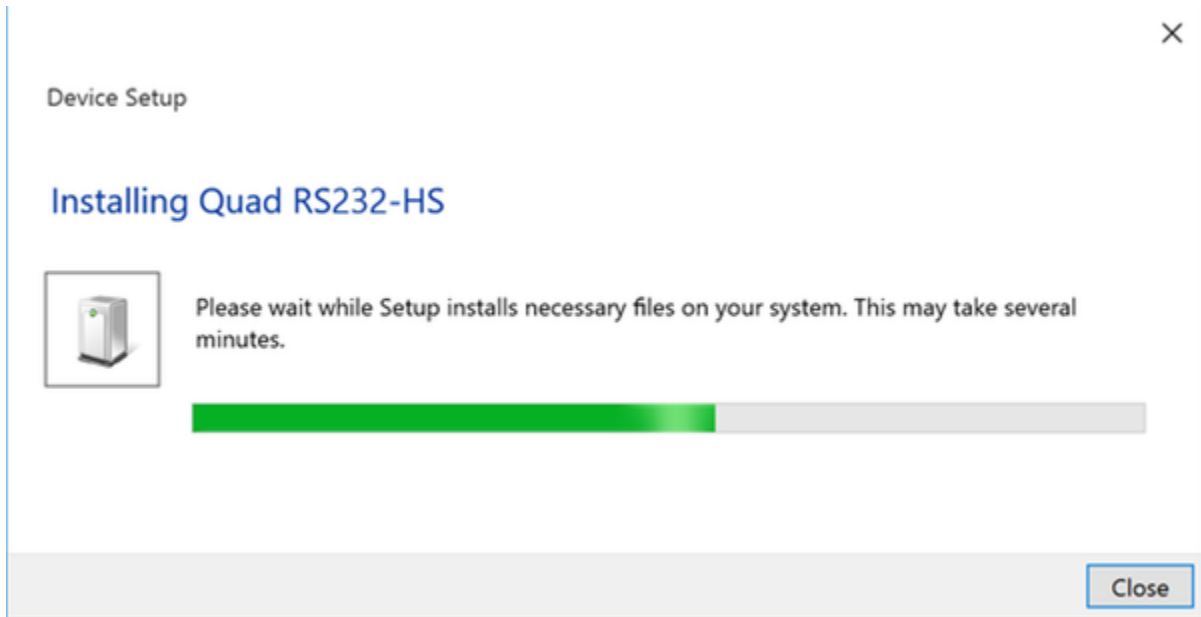 Device Setup
Installing Quad RS232-HS
Please wait while Setup installs necessary files on your system. This may take several
minutes.
Close